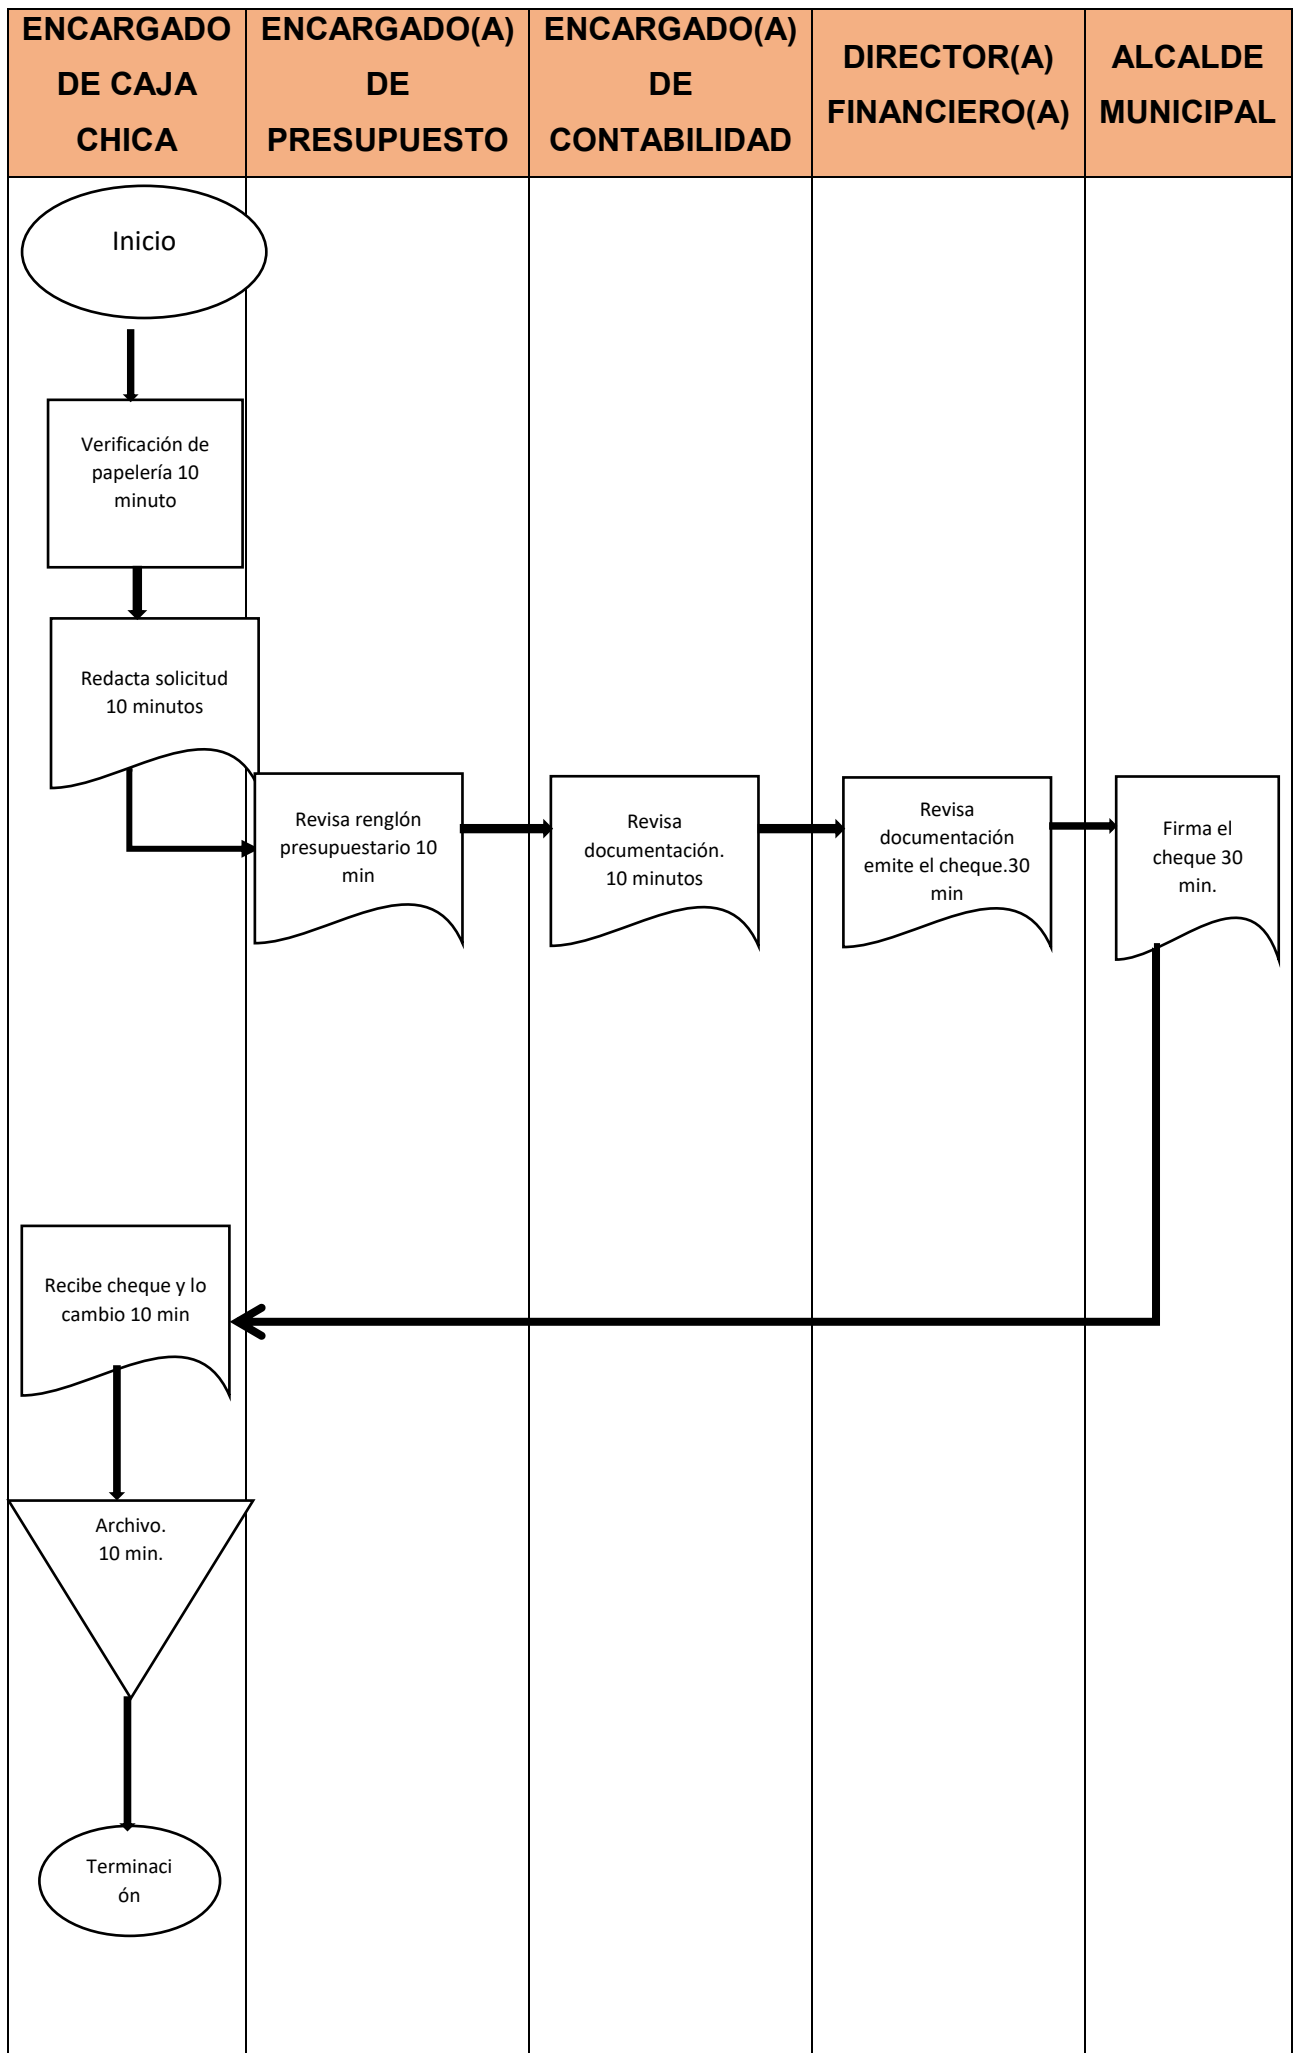 ENCARGADO
DE CAJA
CHICA
ENCARGADO(A)
DE
PRESUPUESTO
ENCARGADO(A)
DE
CONTABILIDAD
DIRECTOR(A)
FINANCIERO(A)
ALCALDE
MUNICIPAL
Inicio
Verificación de
papelería 10
minuto
Redacta solicitud
10 minutos
Revisa renglón
presupuestario 10
min
Revisa
documentación.
10 minutos
Revisa
documentación
emite el cheque.30
min
Firma el
cheque 30
min.
Recibe cheque y lo
cambio 10 min
Archivo.
10 min.
Terminaci
ón